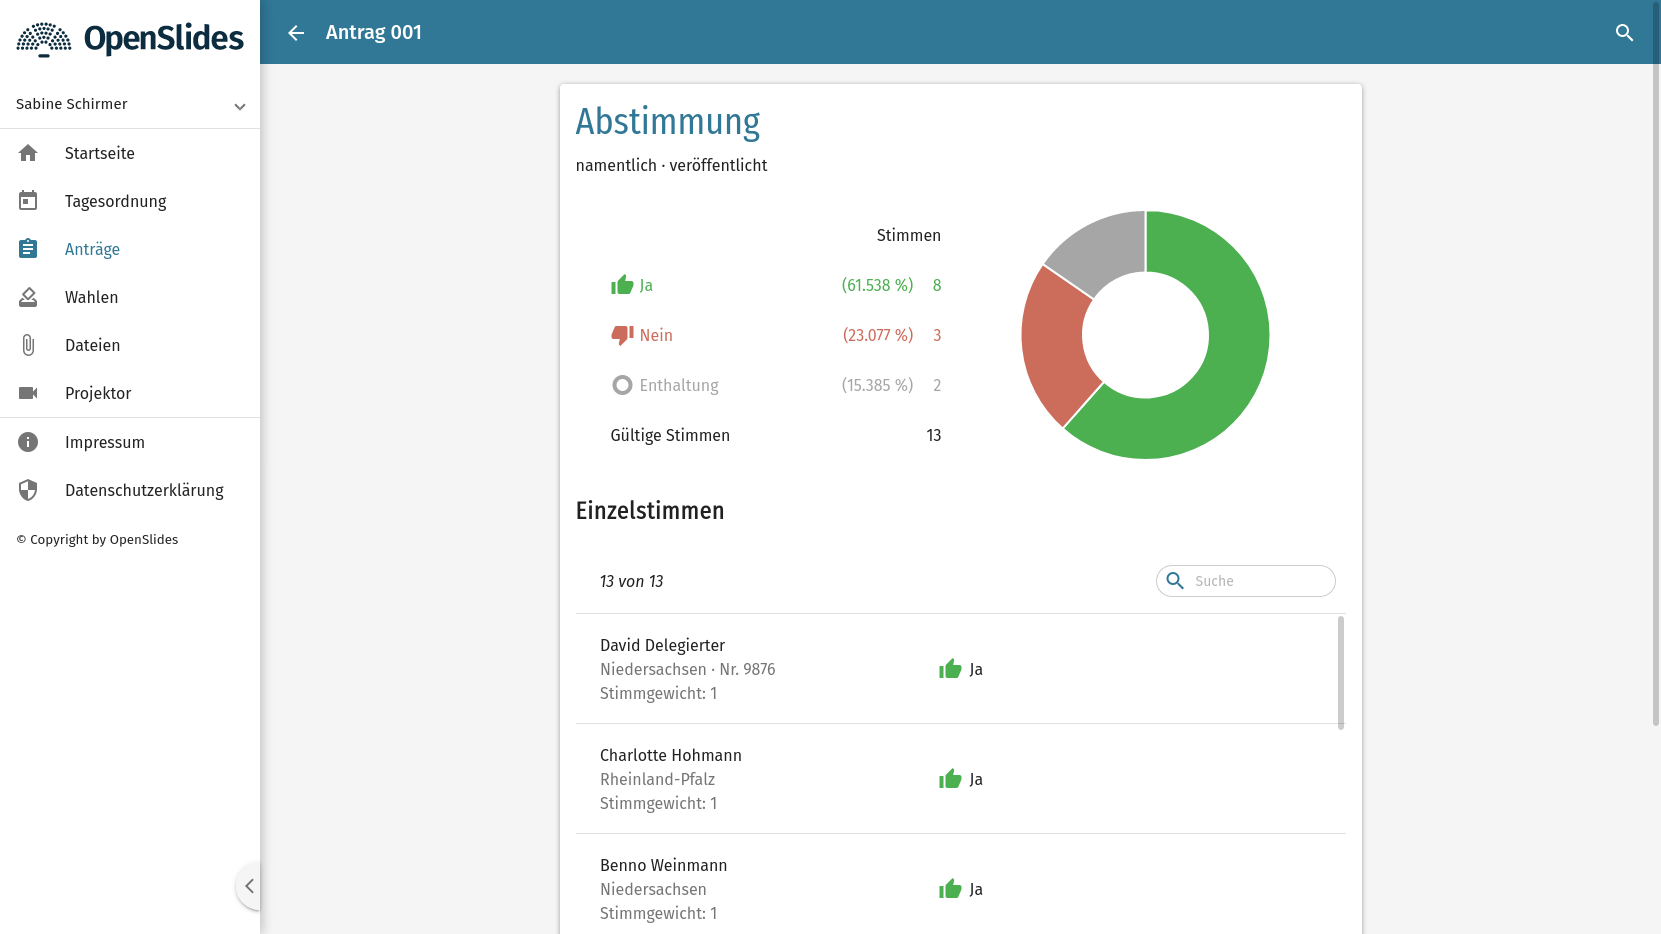 OpenSlides
Sabine Schirmer
Startseite
Tagesordnung
Anträge
Wahlen
Dateien
Projektor
Impressum
Datenschutzerklärung
© Copyright by OpenSlides
Antrag 001
Abstimmung
namentlich · veröffentlicht
Stimmen
Ja (61.538 %) 8
Nein (23.077 %) 3
Enthaltung (15.385 %) 2
Gültige Stimmen 13
Einzelstimmen
13 von 13
Suche
David Delegierter
Niedersachsen · Nr. 9876
Stimmgewicht: 1
Ja
Charlotte Hohmann
Rheinland-Pfalz
Stimmgewicht: 1
Ja
Benno Weinmann
Niedersachsen
Stimmgewicht: 1
Ja